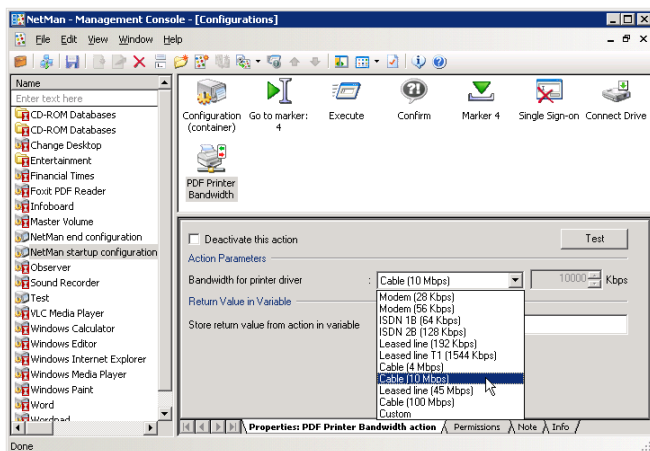 NetMan - Management Console - [Configurations]
File Edit View Window Help
Name
Enter text here
CD-ROM Databases
CD-ROM Databases
Change Desktop
Entertainment
Financial Times
Foxit PDF Reader
Infoboard
Master Volume
NetMan end configuration
NetMan startup configuration
Observer
Sound Recorder
Test
VLC Media Player
Windows Calculator
Windows Editor
Windows Internet Explorer
Windows Media Player
Windows Paint
Word
Wordpad
Configuration (container)
Go to marker: 4
Execute
Confirm
Marker 4
Single Sign-on
Connect Drive
PDF Printer Bandwidth
Deactivate this action
Test
Action Parameters
Bandwidth for printer driver : Cable (10 Mbps) 10000 Kbps
Return Value in Variable
Store return value from action in variable
Modem (28 Kbps)
Modem (56 Kbps)
ISDN 1B (64 Kbps)
ISDN 2B (128 Kbps)
Leased line (192 Kbps)
Leased line T1 (1544 Kbps)
Cable (4 Mbps)
Cable (10 Mbps)
Leased line (45 Mbps)
Cable (100 Mbps)
Custom
Properties: PDF Printer Bandwidth action Permissions Note Info
Done